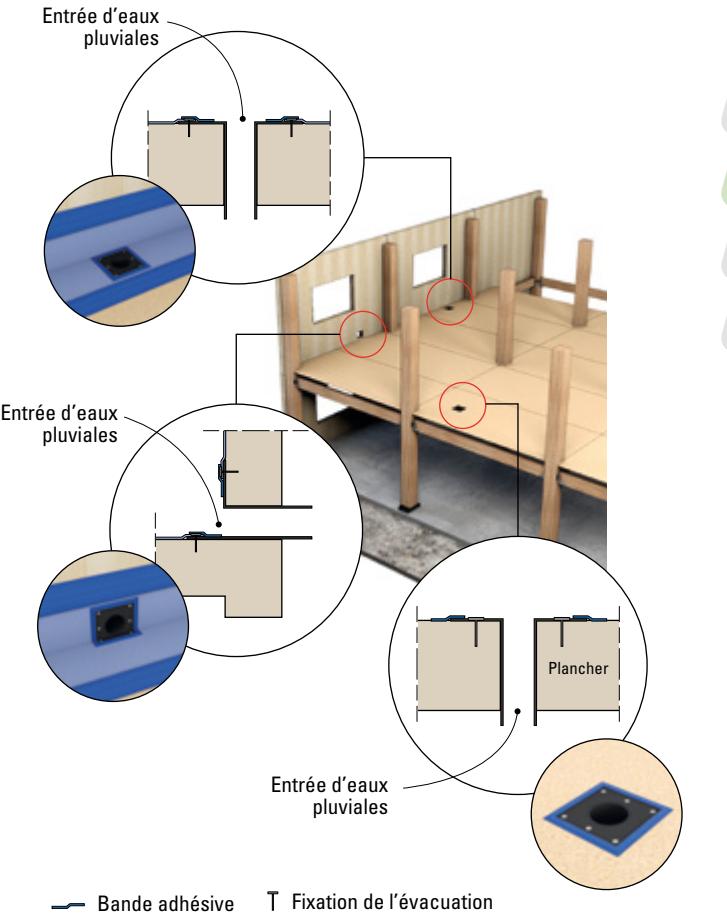 Entrée d'eaux
pluviales
Entrée d'eaux
pluviales
Plancher
Entrée d'eaux
pluviales
Bande adhésive
Fixation de l'évacuation